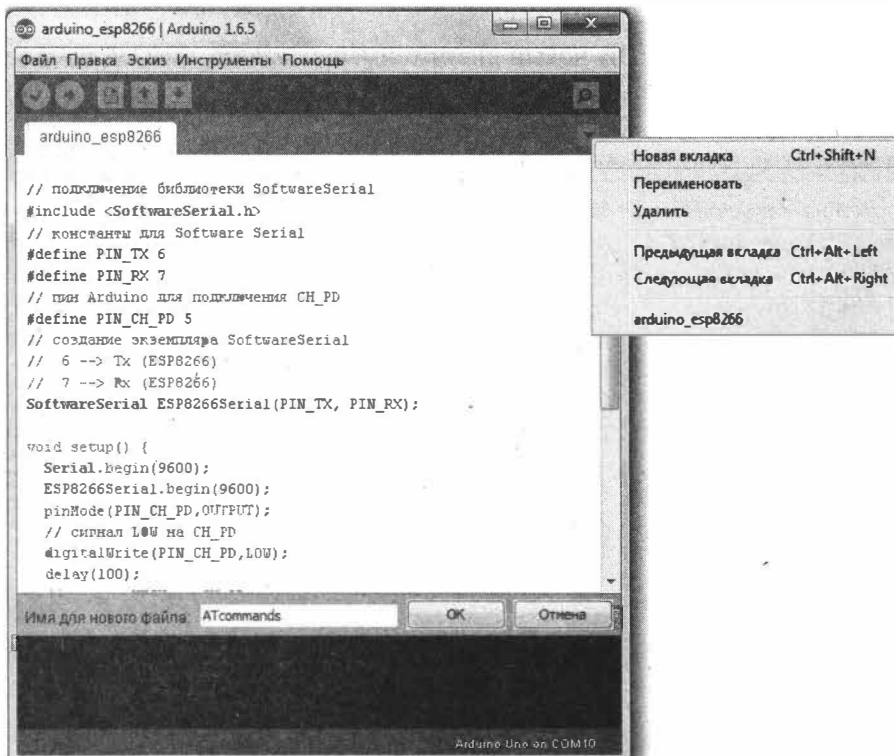 arduino_esp8266 | Arduino 1.6.5
Файл Правка Эскиз Инструменты Помощь
arduino_esp8266
// подключение библиотеки SoftwareSerial
#include <SoftwareSerial.h>
// константы для Software Serial
#define PIN_TX 6
#define PIN_RX 7
// пин Arduino для подключения CH_PD
#define PIN_CH_PD 5
// создание экземпляра SoftwareSerial
//  6 --> Tx (ESP8266)
//  7 --> Rx (ESP8266)
SoftwareSerial ESP8266Serial(PIN_TX, PIN_RX);
void setup() {
Serial.begin(9600);
ESP8266Serial.begin(9600);
pinMode(PIN_CH_PD,OUTPUT);
// сигнал LOW на CH_PD
digitalWrite(PIN_CH_PD,LOW);
delay(100);
Имя для нового файла: ATcommands OK Отмена
Arduino Uno on COM10
Новая вкладка Ctrl+Shift+N
Переименовать
Удалить
Предыдущая вкладка Ctrl+Alt+Left
Следующая вкладка Ctrl+Alt+Right
arduino_esp8266